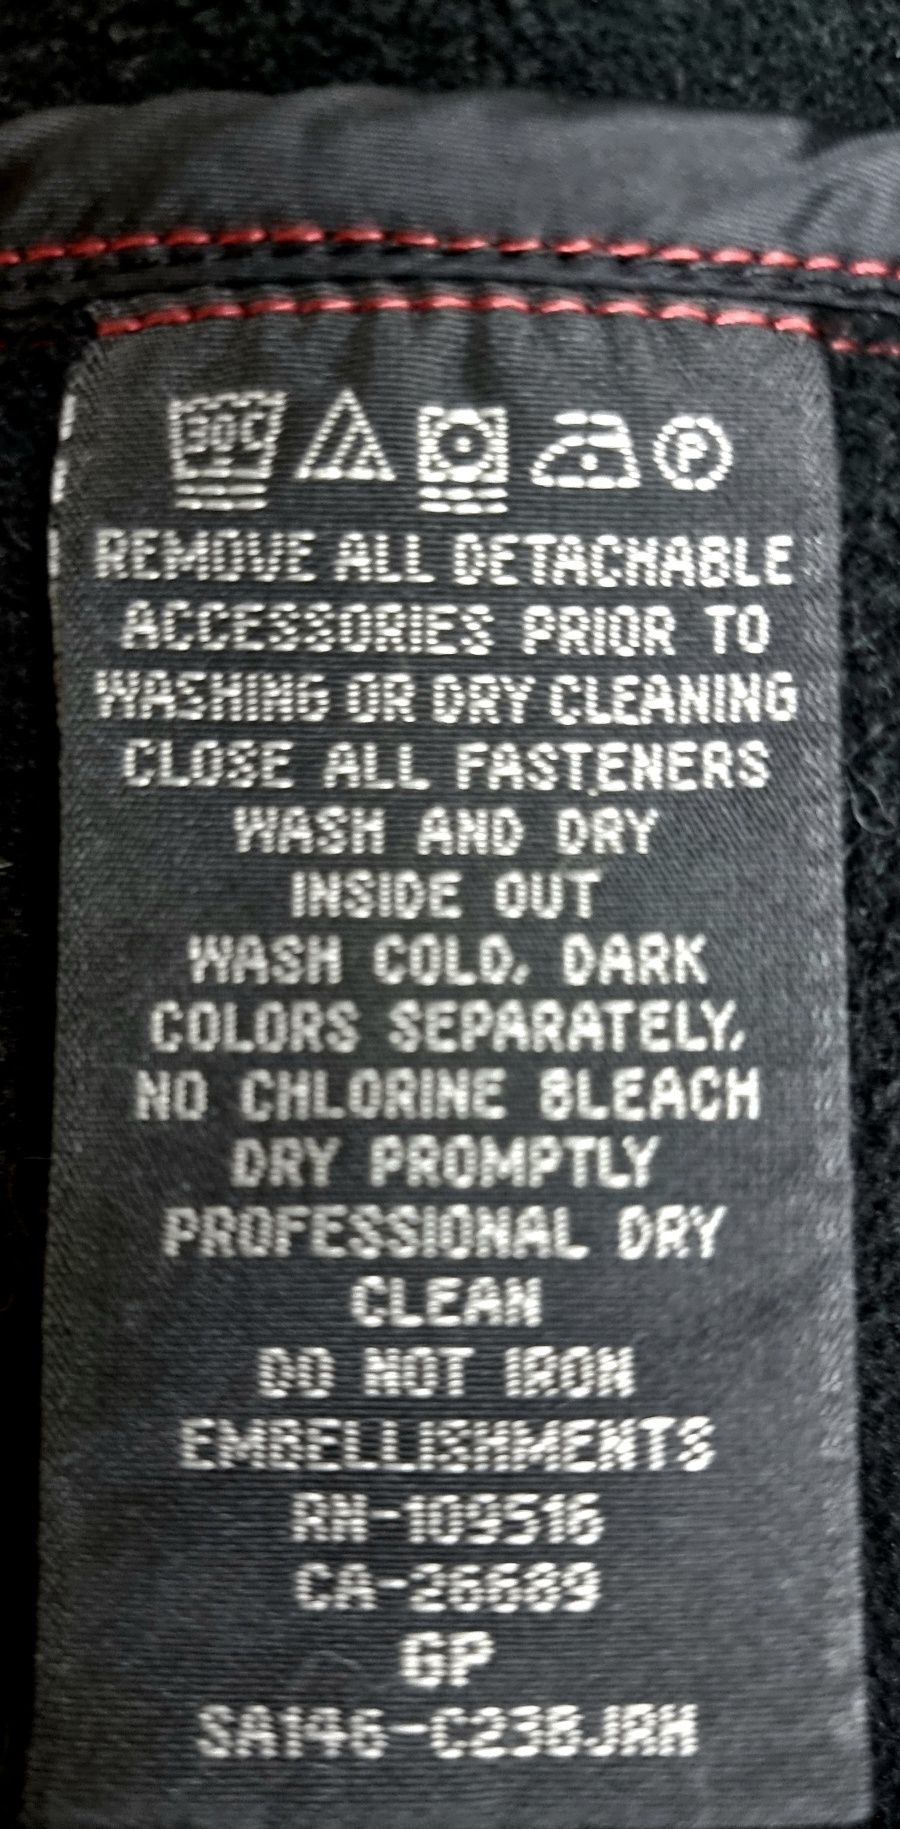 30C P
REMOVE ALL DETACHABLE
ACCESSORIES PRIOR TO
WASHING OR DRY CLEANING
CLOSE ALL FASTENERS
WASH AND DRY
INSIDE OUT
WASH COLD, DARK
COLORS SEPARATELY,
NO CHLORINE BLEACH
DRY PROMPTLY
PROFESSIONAL DRY
CLEAN
DO NOT IRON
EMBELLISHMENTS
RN-109516
CA-26689
GP
SA146-C238JRM